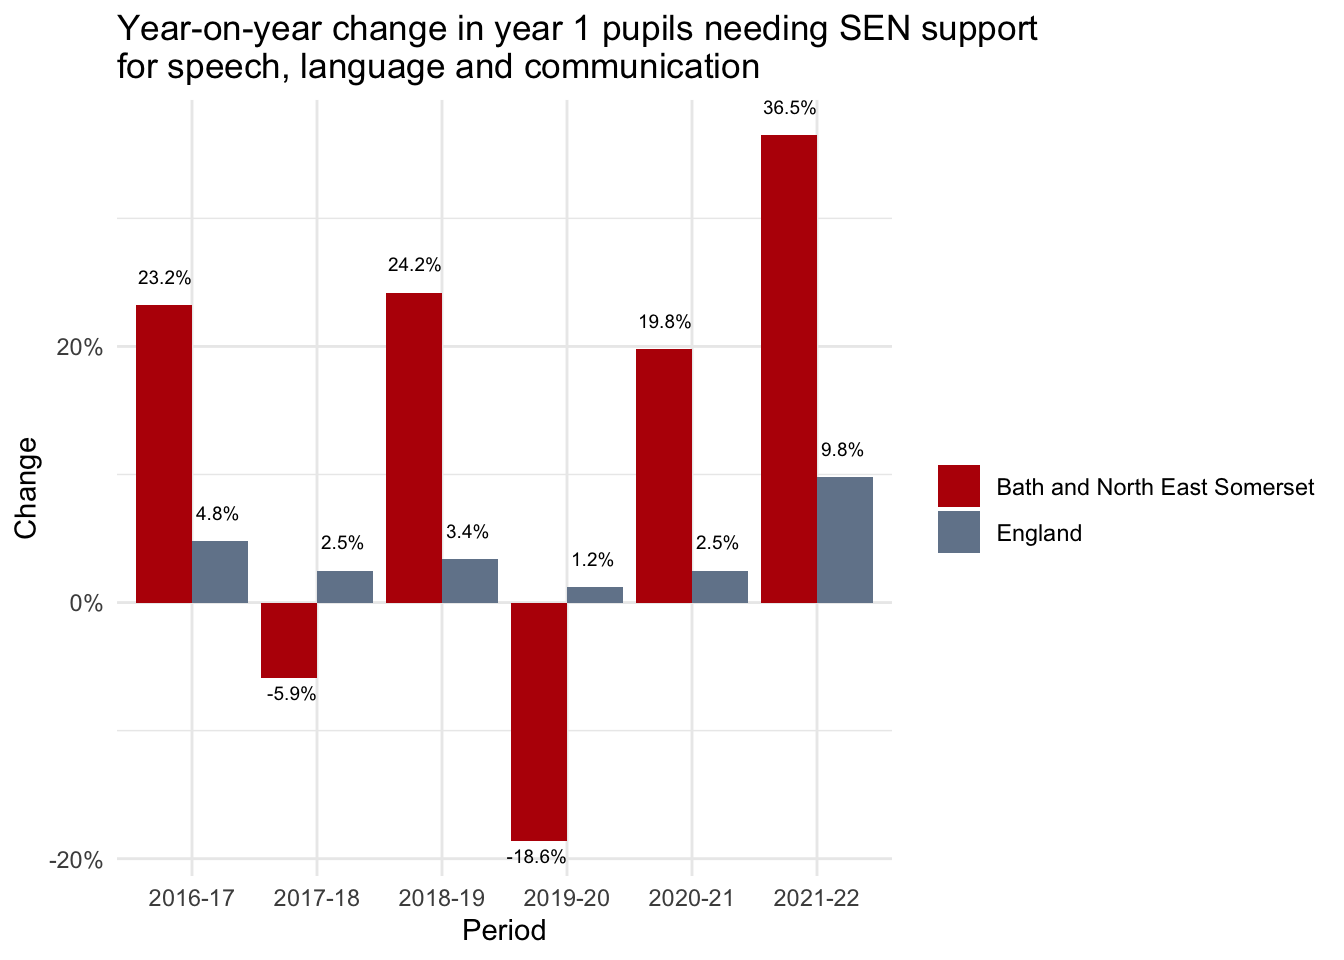 Year-on-year change in year 1 pupils needing SEN support
for speech, language and communication
36.5%
23.2%
24.2%
19.8%
9.8%
4.8%
2.5%
3.4%
1.2%
2.5%
-5.9%
-18.6%
20%
0%
-20%
Change
2016-17 2017-18 2018-19 2019-20 2020-21 2021-22
Period
Bath and North East Somerset
England